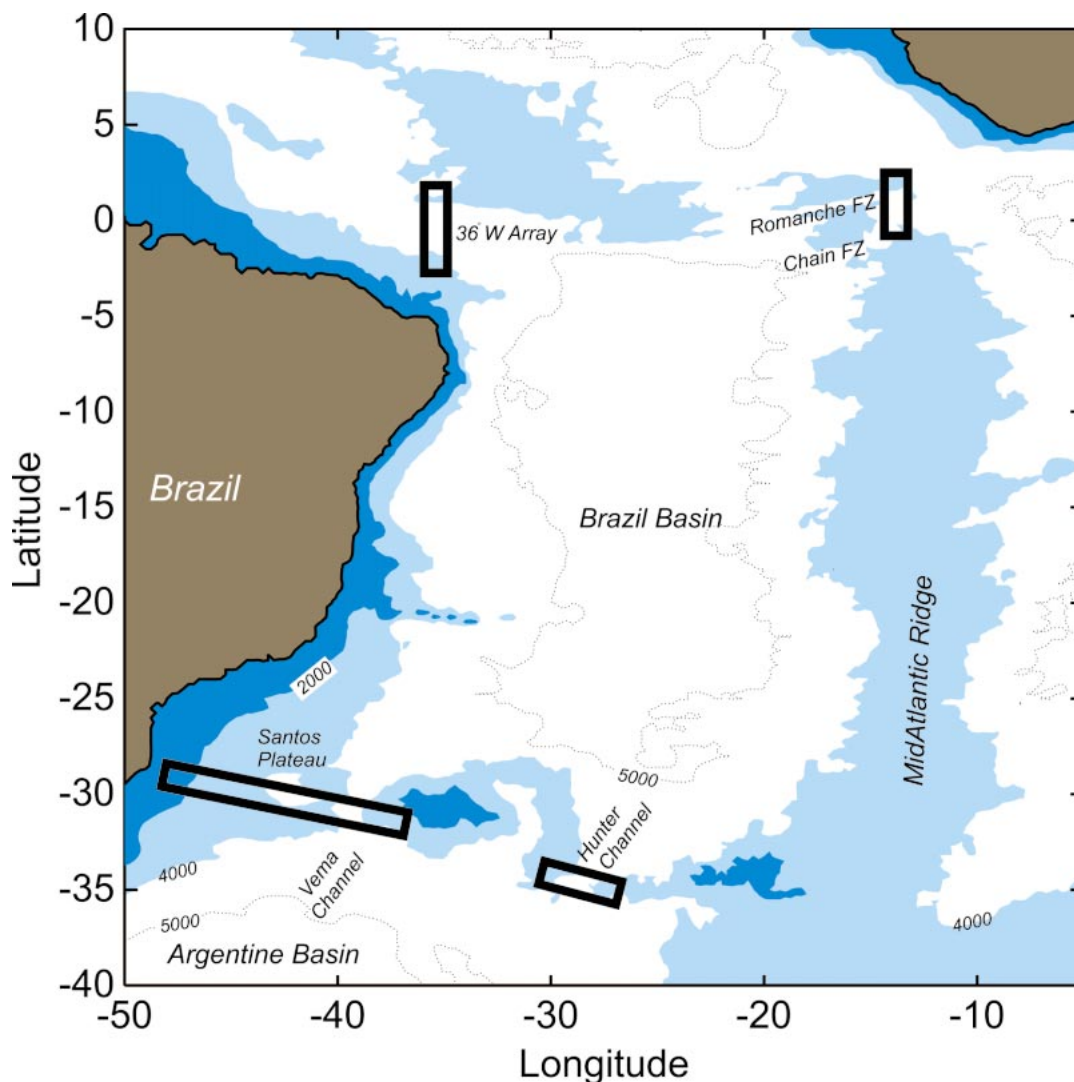 10
5
0
-5
-10
-15
-20
-25
-30
-35
-40
-50
-40
-30
-20
-10
Latitude
Longitude
36 W Array
Romanche FZ
Chain FZ
Brazil
Brazil Basin
MidAtlantic Ridge
2000
Santos
Plateau
5000
Hunter
Channel
Vema
Channel
4000
5000
4000
Argentine Basin